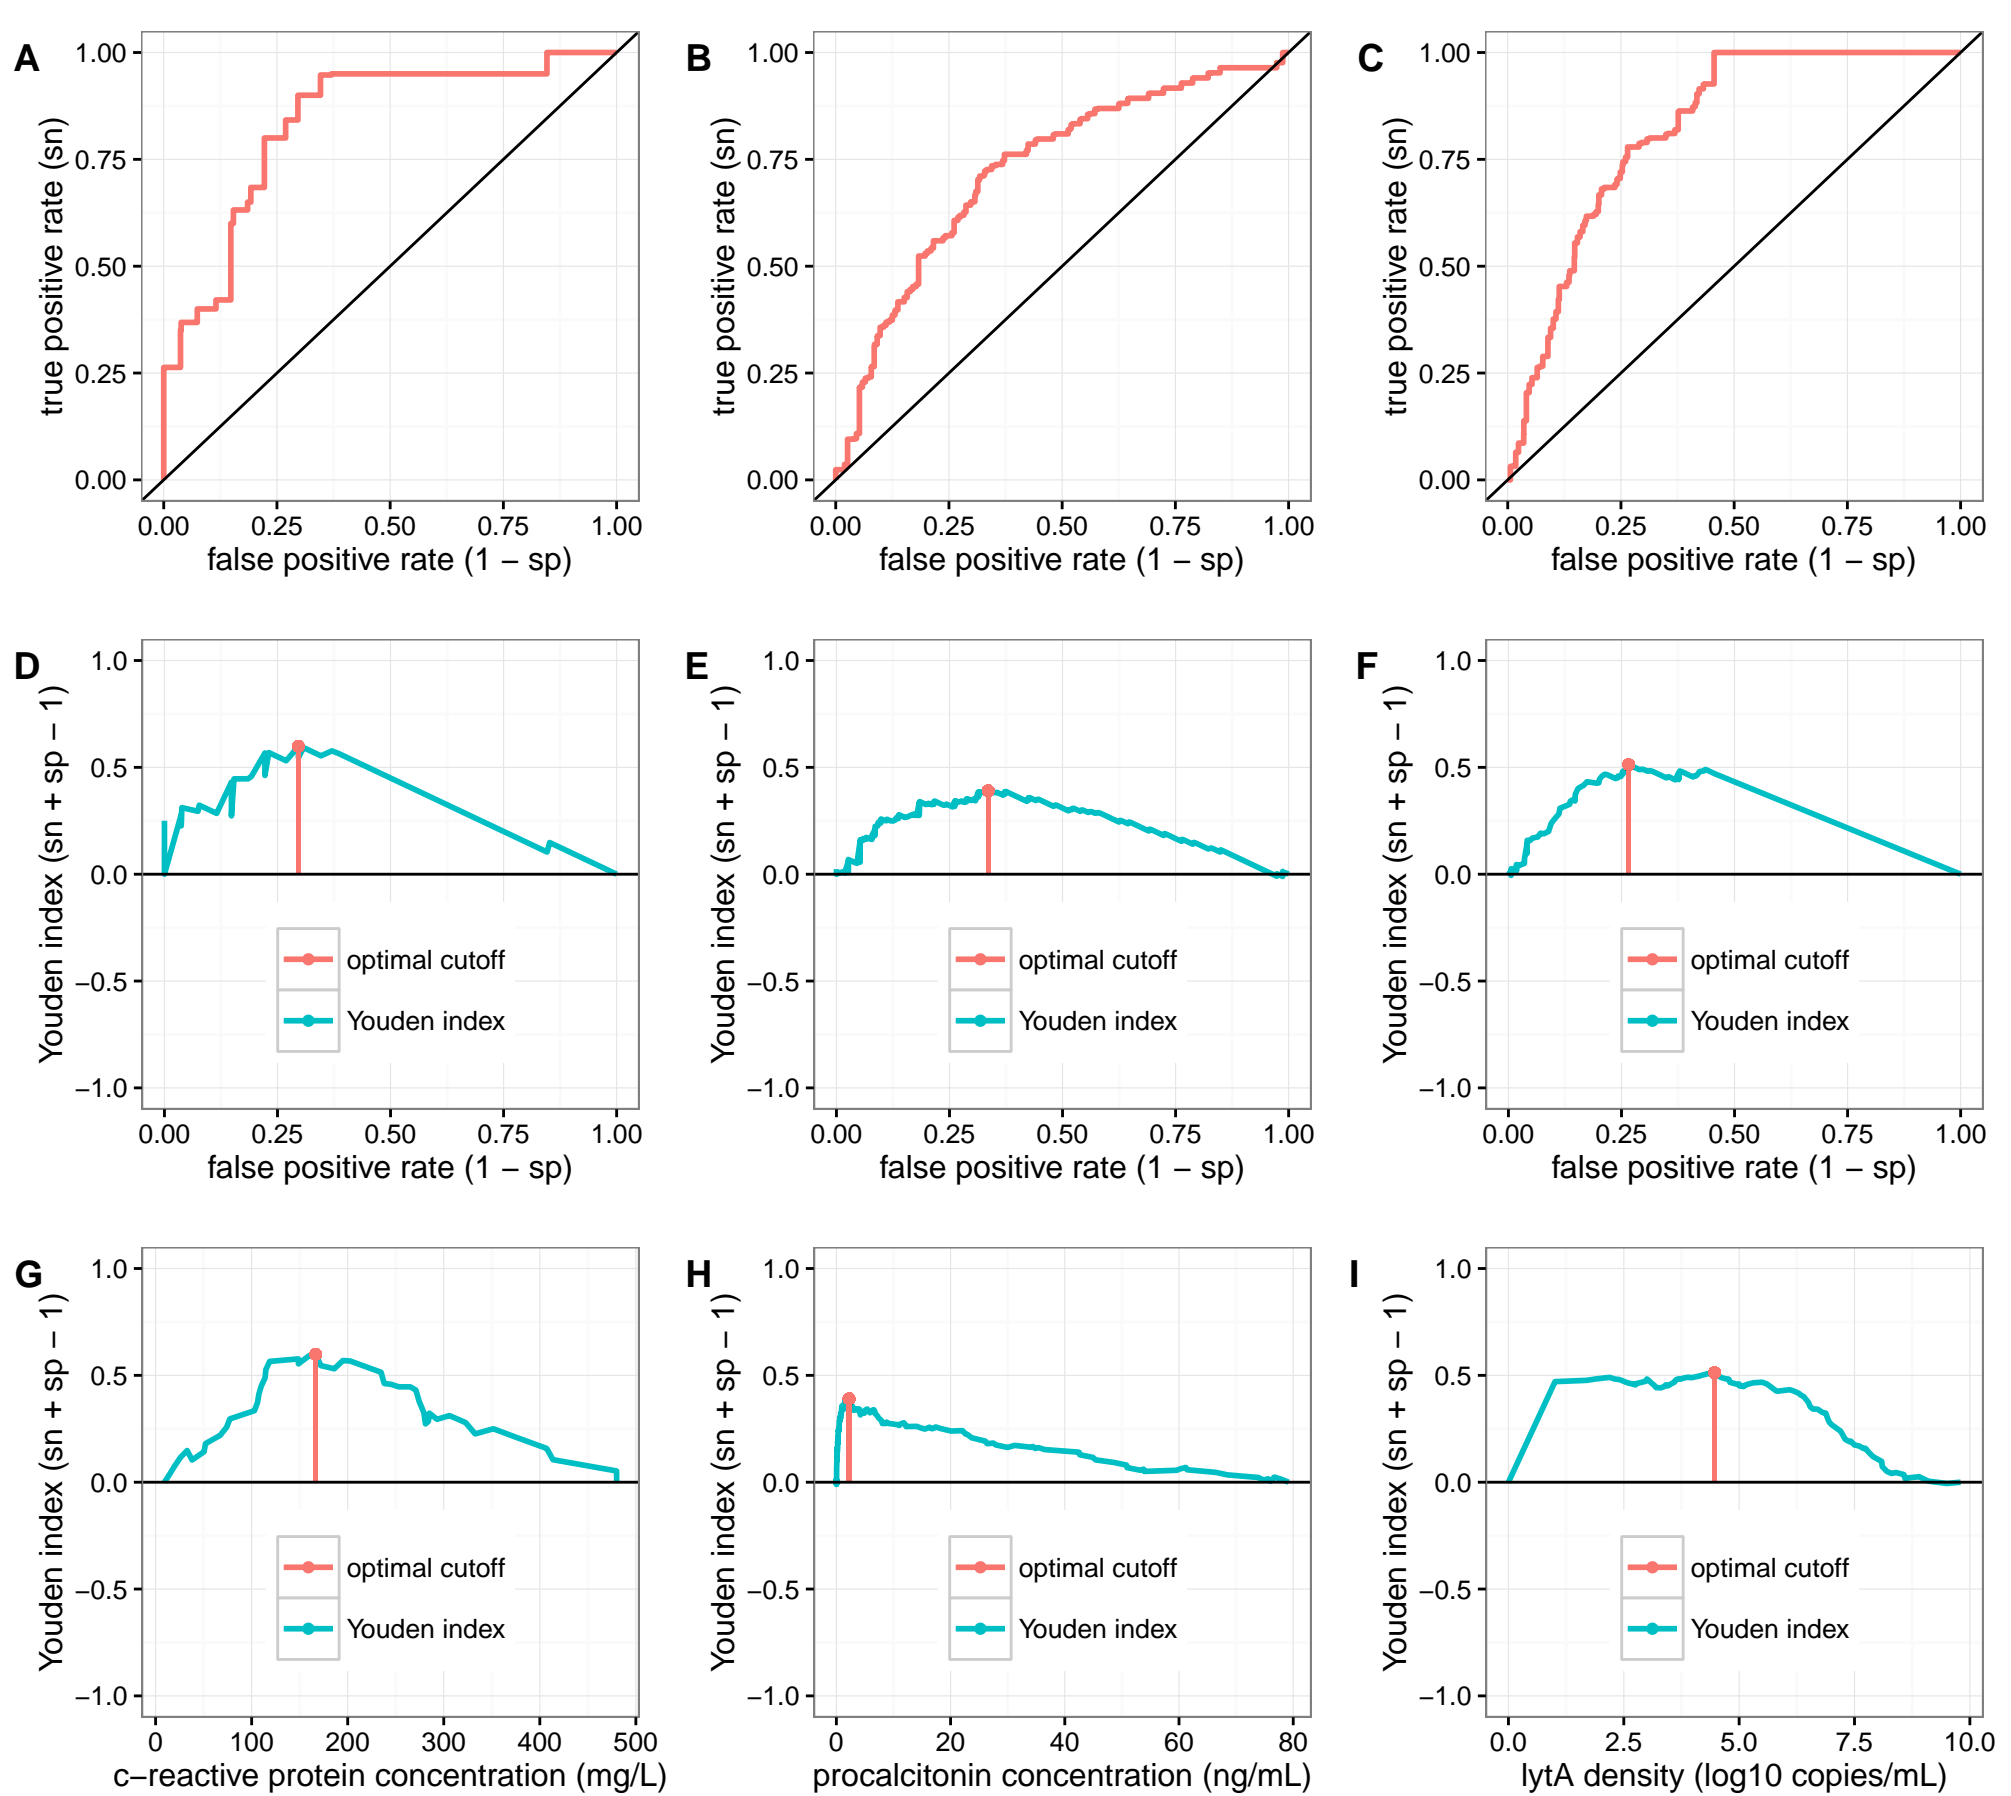 A
true positive rate (sn)
1.00
0.75
0.50
0.25
0.00
0.00 0.25 0.50 0.75 1.00
false positive rate (1 − sp)
B
true positive rate (sn)
1.00
0.75
0.50
0.25
0.00
0.00 0.25 0.50 0.75 1.00
false positive rate (1 − sp)
C
true positive rate (sn)
1.00
0.75
0.50
0.25
0.00
0.00 0.25 0.50 0.75 1.00
false positive rate (1 − sp)
D
Youden index (sn + sp − 1)
1.0
0.5
0.0
−0.5
−1.0
optimal cutoff
Youden index
0.00 0.25 0.50 0.75 1.00
false positive rate (1 − sp)
E
Youden index (sn + sp − 1)
1.0
0.5
0.0
−0.5
−1.0
optimal cutoff
Youden index
0.00 0.25 0.50 0.75 1.00
false positive rate (1 − sp)
F
Youden index (sn + sp − 1)
1.0
0.5
0.0
−0.5
−1.0
optimal cutoff
Youden index
0.00 0.25 0.50 0.75 1.00
false positive rate (1 − sp)
G
Youden index (sn + sp − 1)
1.0
0.5
0.0
−0.5
−1.0
optimal cutoff
Youden index
0 100 200 300 400 500
c−reactive protein concentration (mg/L)
H
Youden index (sn + sp − 1)
1.0
0.5
0.0
−0.5
−1.0
optimal cutoff
Youden index
0 20 40 60 80
procalcitonin concentration (ng/mL)
I
Youden index (sn + sp − 1)
1.0
0.5
0.0
−0.5
−1.0
optimal cutoff
Youden index
0.0 2.5 5.0 7.5 10.0
lytA density (log10 copies/mL)